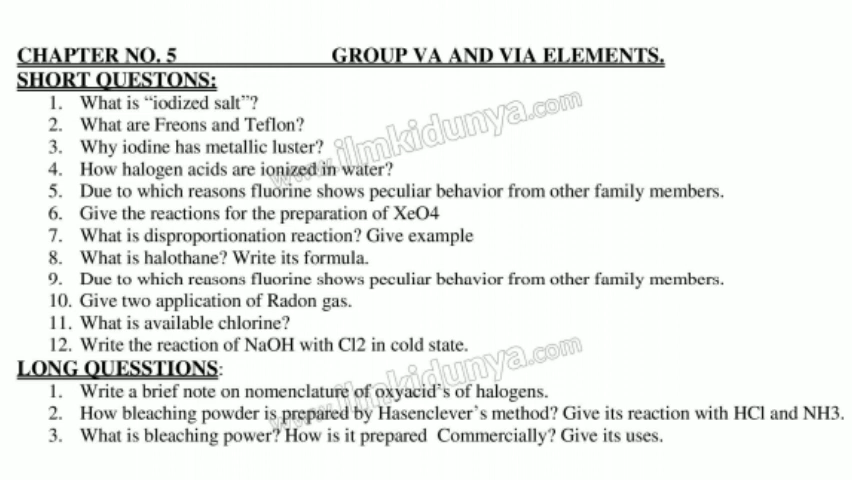 CHAPTER NO. 5 GROUP VA AND VIA ELEMENTS.
SHORT QUESTONS:
1. What is “iodized salt”?
2. What are Freons and Teflon?
3. Why iodine has metallic luster?
4. How halogen acids are ionized in water?
5. Due to which reasons fluorine shows peculiar behavior from other family members.
6. Give the reactions for the preparation of XeO4
7. What is disproportionation reaction? Give example
8. What is halothane? Write its formula.
9. Due to which reasons fluorine shows peculiar behavior from other family members.
10. Give two application of Radon gas.
11. What is available chlorine?
12. Write the reaction of NaOH with Cl2 in cold state.
LONG QUESSTIONS:
1. Write a brief note on nomenclature of oxyacid’s of halogens.
2. How bleaching powder is prepared by Hasenclever’s method? Give its reaction with HCl and NH3.
3. What is bleaching power? How is it prepared Commercially? Give its uses.
www.ilmkidunya.com
www.ilmkidunya.com